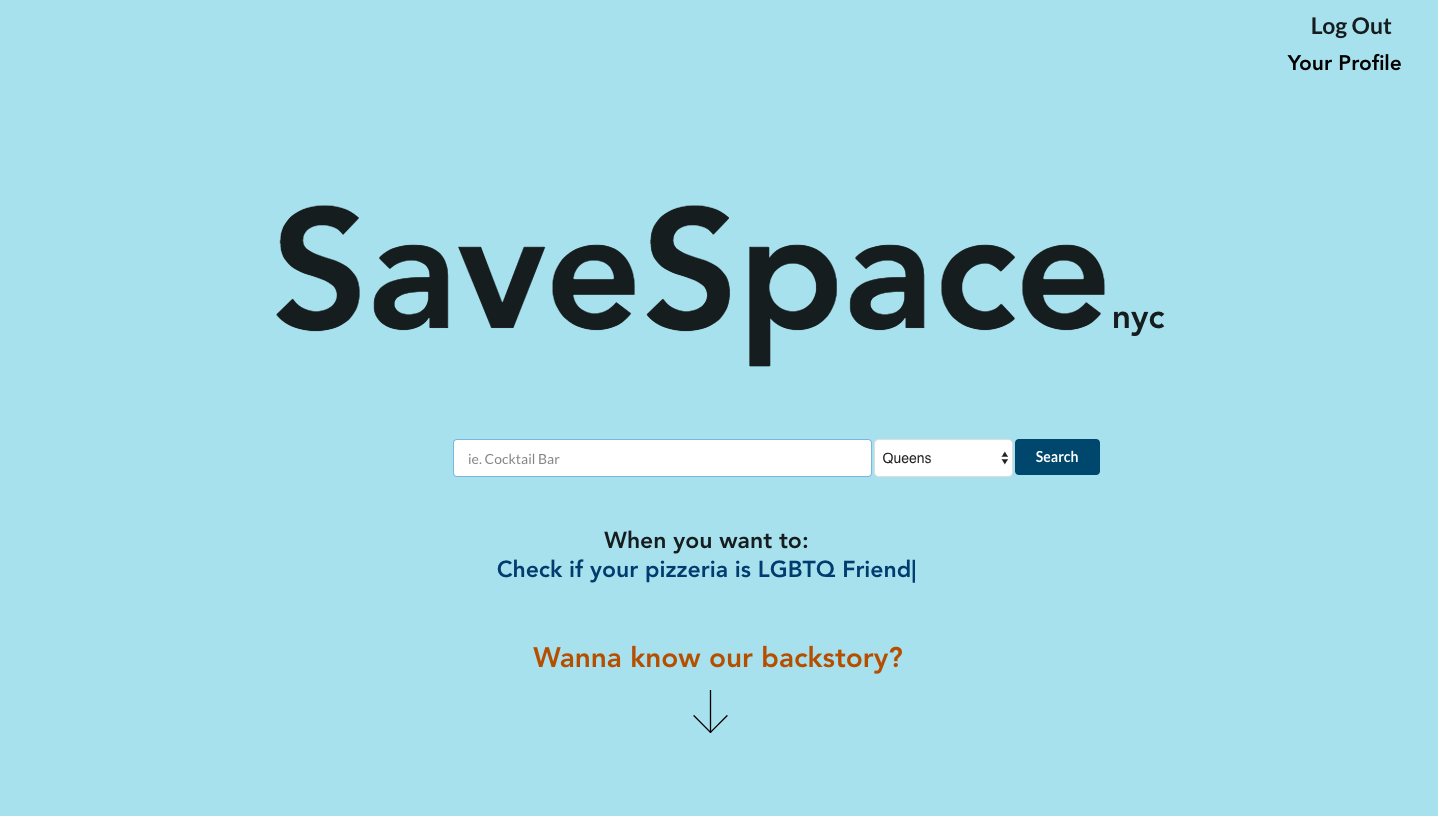 Log Out
Your Profile
SaveSpace nyc
ie. Cocktail Bar
Queens
Search
When you want to:
Check if your pizzeria is LGBTQ Friend|
Wanna know our backstory?